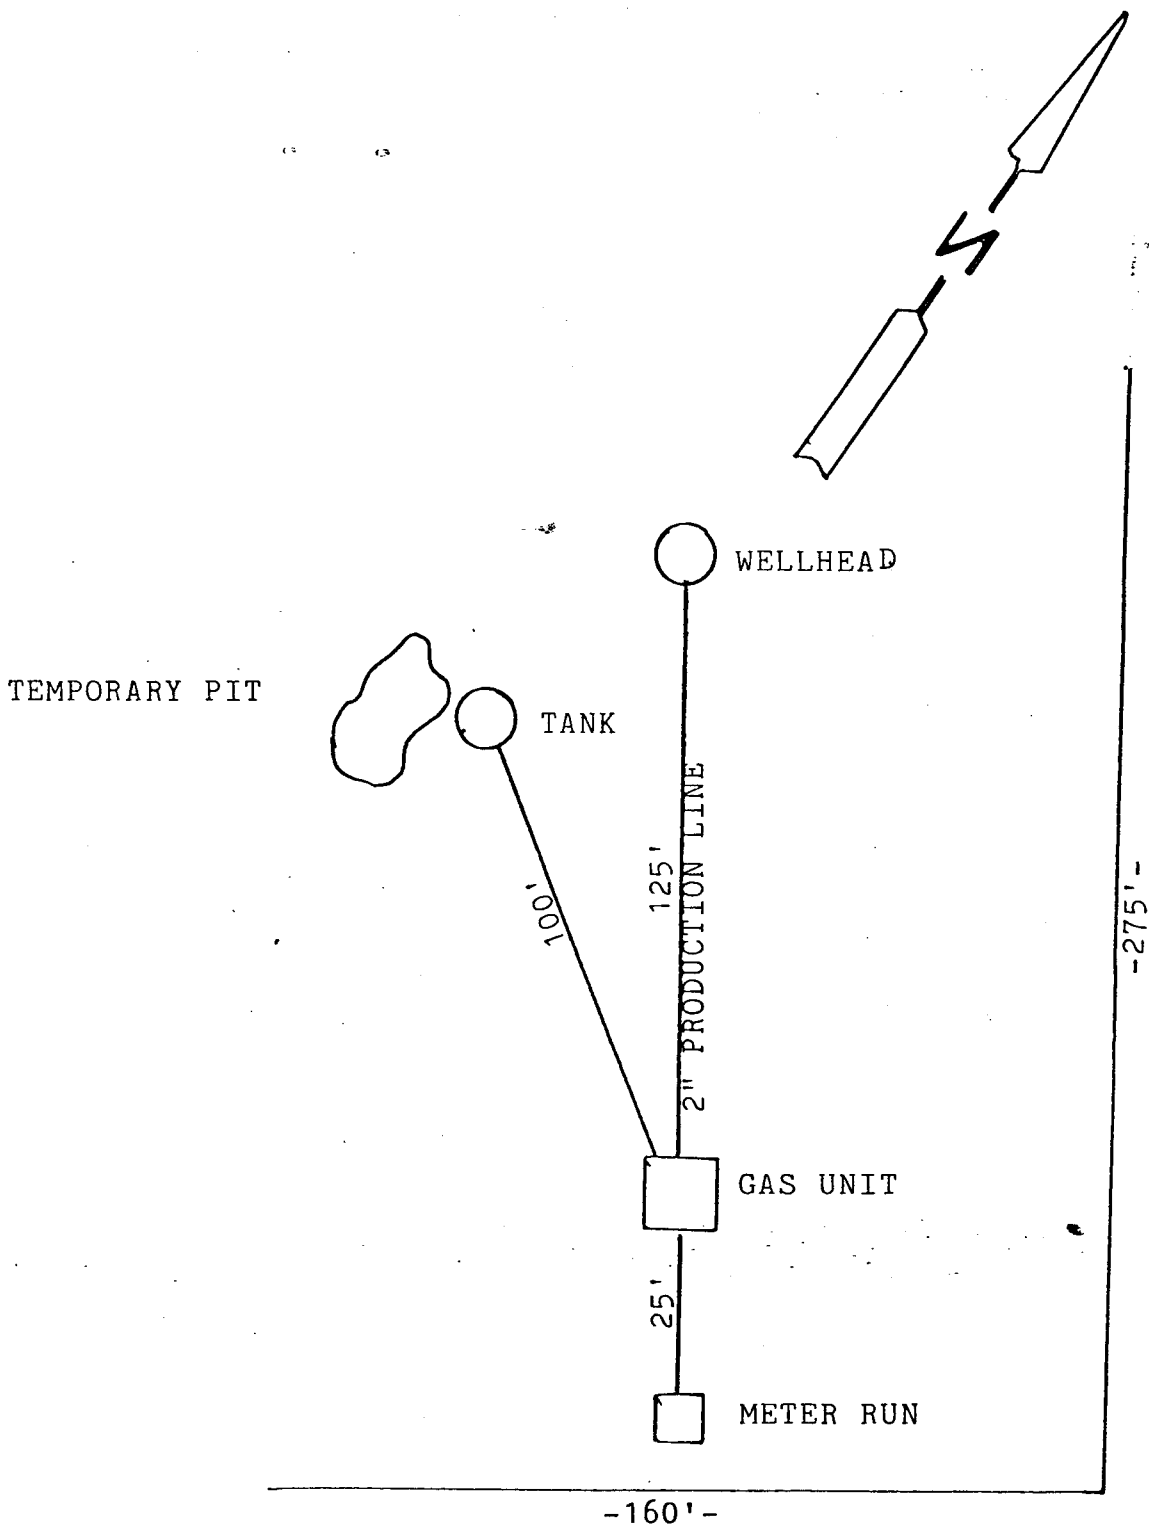 N
WELLHEAD
TEMPORARY PIT
TANK
125'
2" PRODUCTION LINE
100'
-275'-
GAS UNIT
25'
METER RUN
-160'-